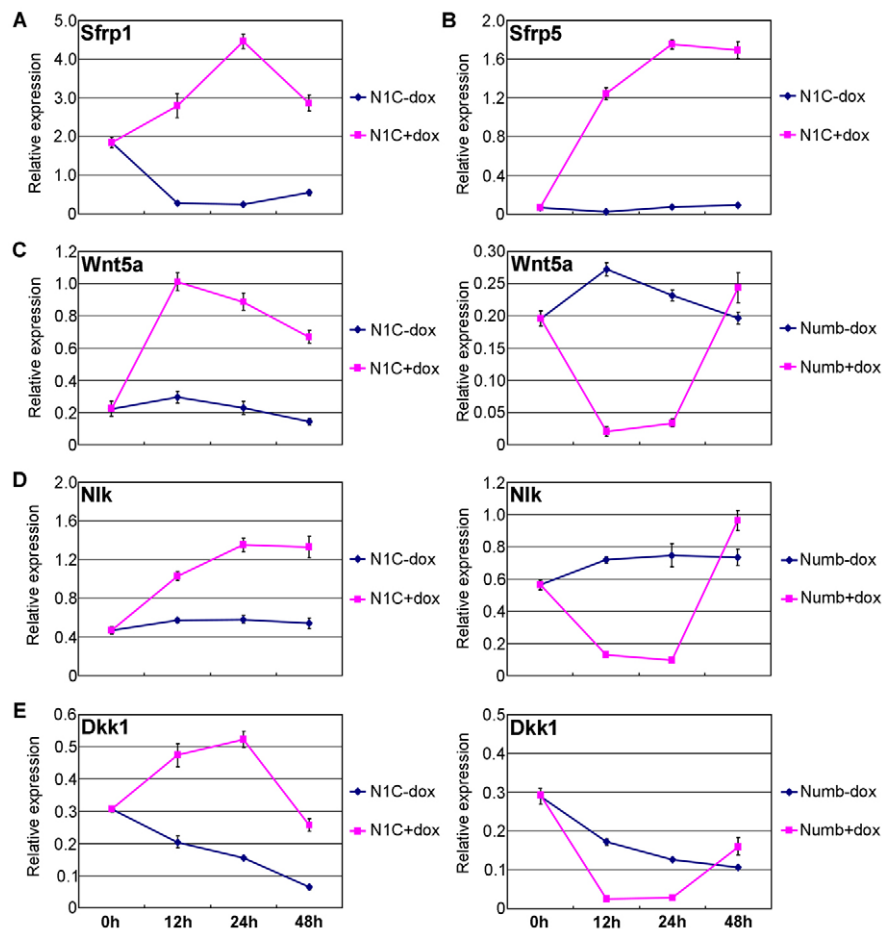 A
Sfrp1
Relative expression
5.0
4.0
3.0
2.0
1.0
0
N1C-dox
N1C+dox
B
Sfrp5
Relative expression
2.0
1.6
1.2
0.8
0.4
0
N1C-dox
N1C+dox
C
Wnt5a
Relative expression
1.2
1.0
0.8
0.6
0.4
0.2
0
N1C-dox
N1C+dox
Wnt5a
Relative expression
0.30
0.25
0.20
0.15
0.10
0.05
0
Numb-dox
Numb+dox
D
Nlk
Relative expression
2.0
1.6
1.2
0.8
0.4
0
N1C-dox
N1C+dox
Nlk
Relative expression
1.2
1.0
0.8
0.6
0.4
0.2
0
Numb-dox
Numb+dox
E
Dkk1
Relative expression
0.6
0.5
0.4
0.3
0.2
0.1
0
N1C-dox
N1C+dox
0h 12h 24h 48h
Dkk1
Relative expression
0.5
0.4
0.3
0.2
0.1
0
Numb-dox
Numb+dox
0h 12h 24h 48h